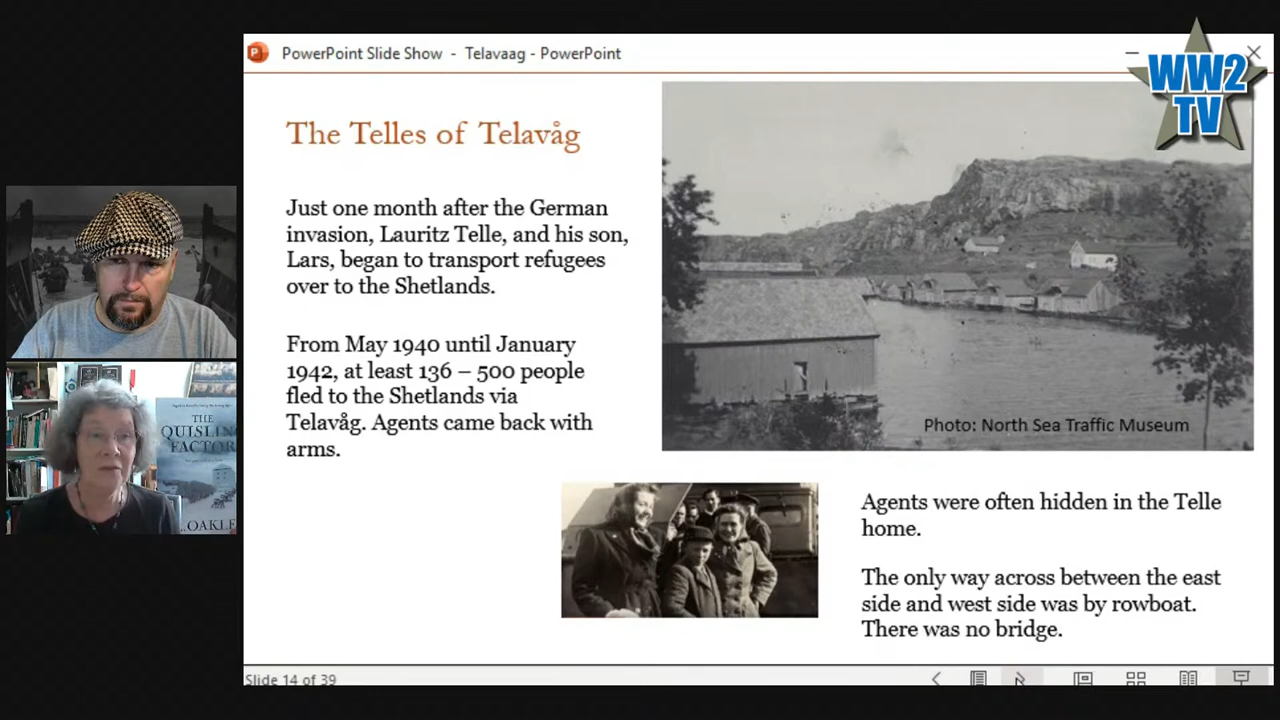 PowerPoint Slide Show - Telavaag - PowerPoint
WW2
TV
The Telles of Telavåg
Just one month after the German
invasion, Lauritz Telle, and his son,
Lars, began to transport refugees
over to the Shetlands.
From May 1940 until January
1942, at least 136 – 500 people
fled to the Shetlands via
Telavåg. Agents came back with
arms.
Photo: North Sea Traffic Museum
Agents were often hidden in the Telle
home.
The only way across between the east
side and west side was by rowboat.
There was no bridge.
THE
QUISLING
FACTOR
OAKLE
Slide 14 of 39